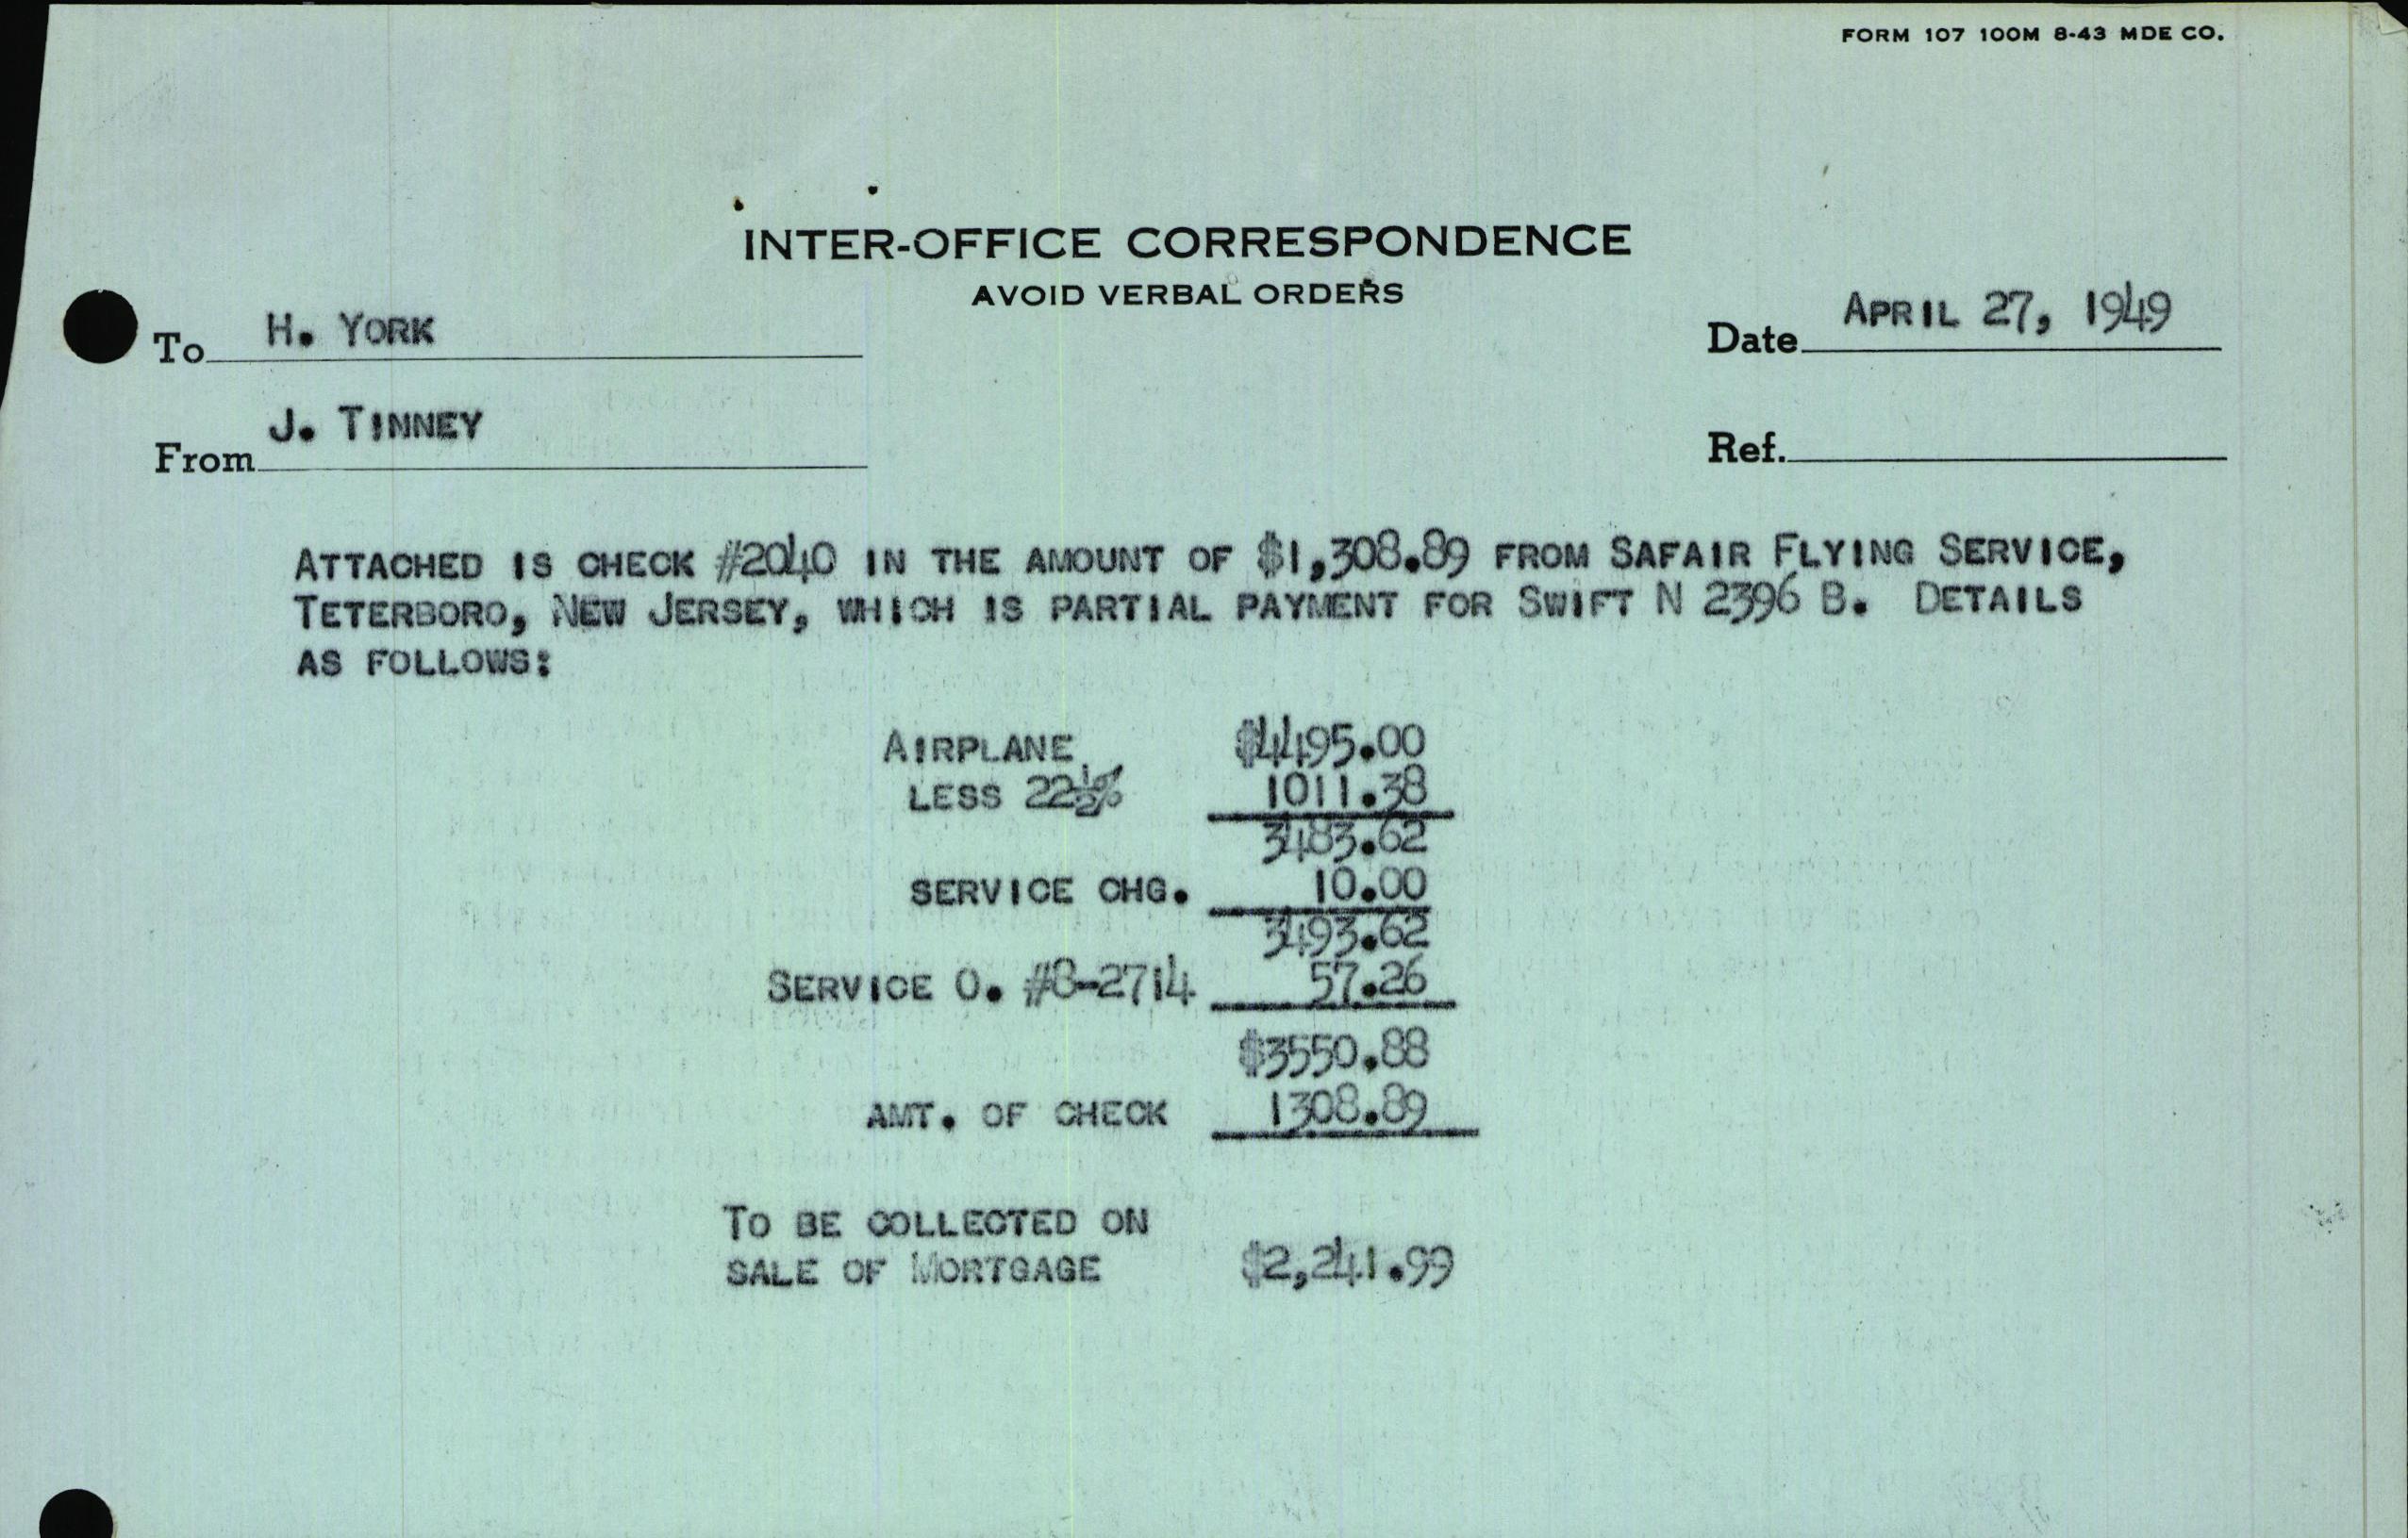 FORM 107 100M 8-43 MDE CO.
INTER-OFFICE CORRESPONDENCE
AVOID VERBAL ORDERS
To H. YORK
Date APRIL 27, 1949
From J. TINNEY
Ref.
ATTACHED IS CHECK #2040 IN THE AMOUNT OF $1,308.89 FROM SAFAIR FLYING SERVICE,
TETERBORO, NEW JERSEY, WHICH IS PARTIAL PAYMENT FOR SWIFT N 2396 B. DETAILS
AS FOLLOWS:
AIRPLANE $4495.00
LESS 22½% 1011.38
3483.62
SERVICE CHG. 10.00
3493.62
SERVICE O. #8-2714 57.26
$3550.88
AMT. OF CHECK 1308.89
TO BE COLLECTED ON
SALE OF MORTGAGE $2,241.99